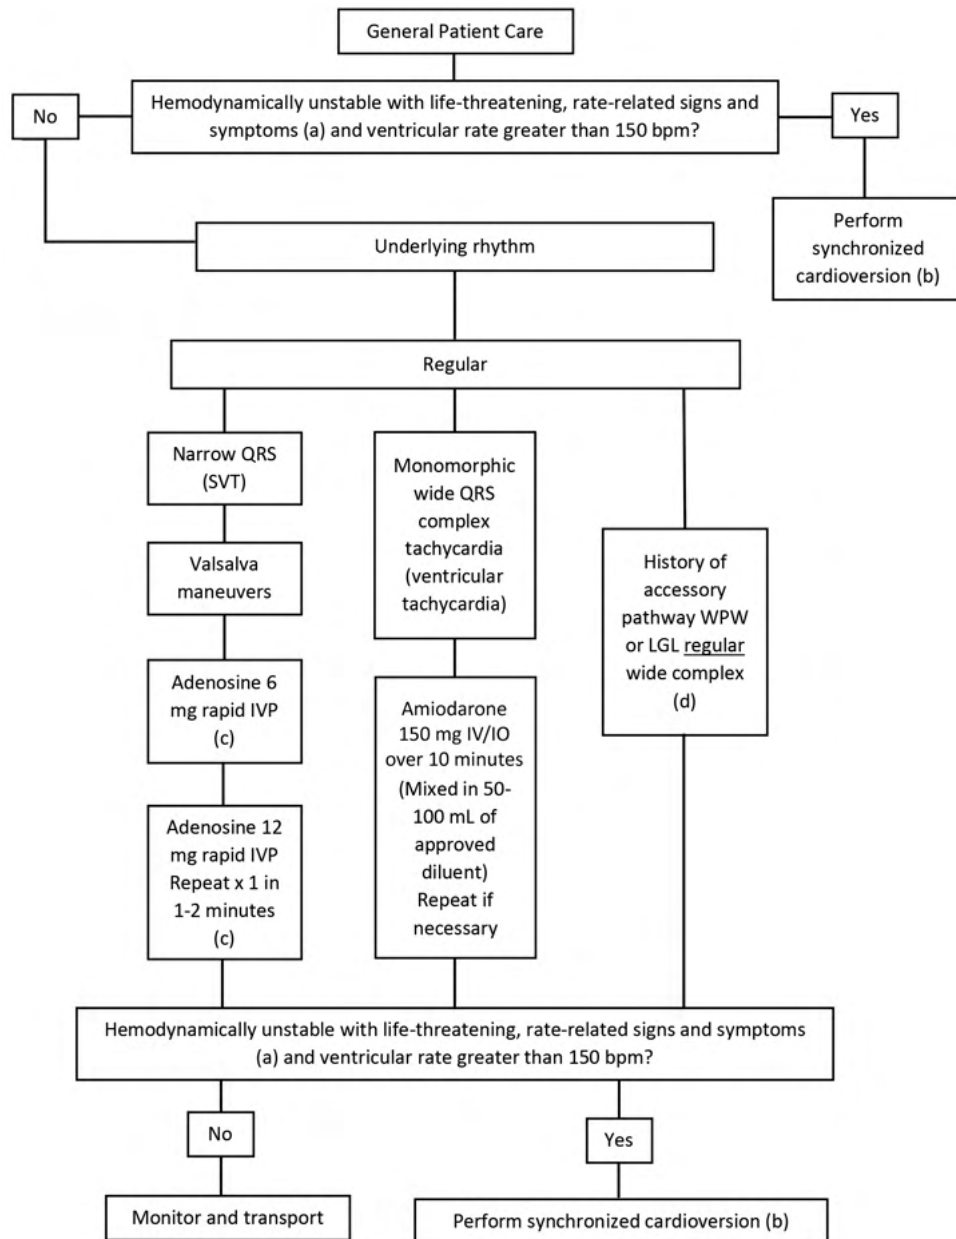 General Patient Care
Hemodynamically unstable with life-threatening, rate-related signs and
symptoms (a) and ventricular rate greater than 150 bpm?
No
Yes
Perform
synchronized
cardioversion (b)
Underlying rhythm
Regular
Narrow QRS
(SVT)
Valsalva
maneuvers
Adenosine 6
mg rapid IVP
(c)
Adenosine 12
mg rapid IVP
Repeat x 1 in
1-2 minutes
(c)
Monomorphic
wide QRS
complex
tachycardia
(ventricular
tachycardia)
Amiodarone
150 mg IV/IO
over 10 minutes
(Mixed in 50-
100 mL of
approved
diluent)
Repeat if
necessary
History of
accessory
pathway WPW
or LGL regular
wide complex
(d)
Hemodynamically unstable with life-threatening, rate-related signs and symptoms
(a) and ventricular rate greater than 150 bpm?
No
Yes
Monitor and transport
Perform synchronized cardioversion (b)